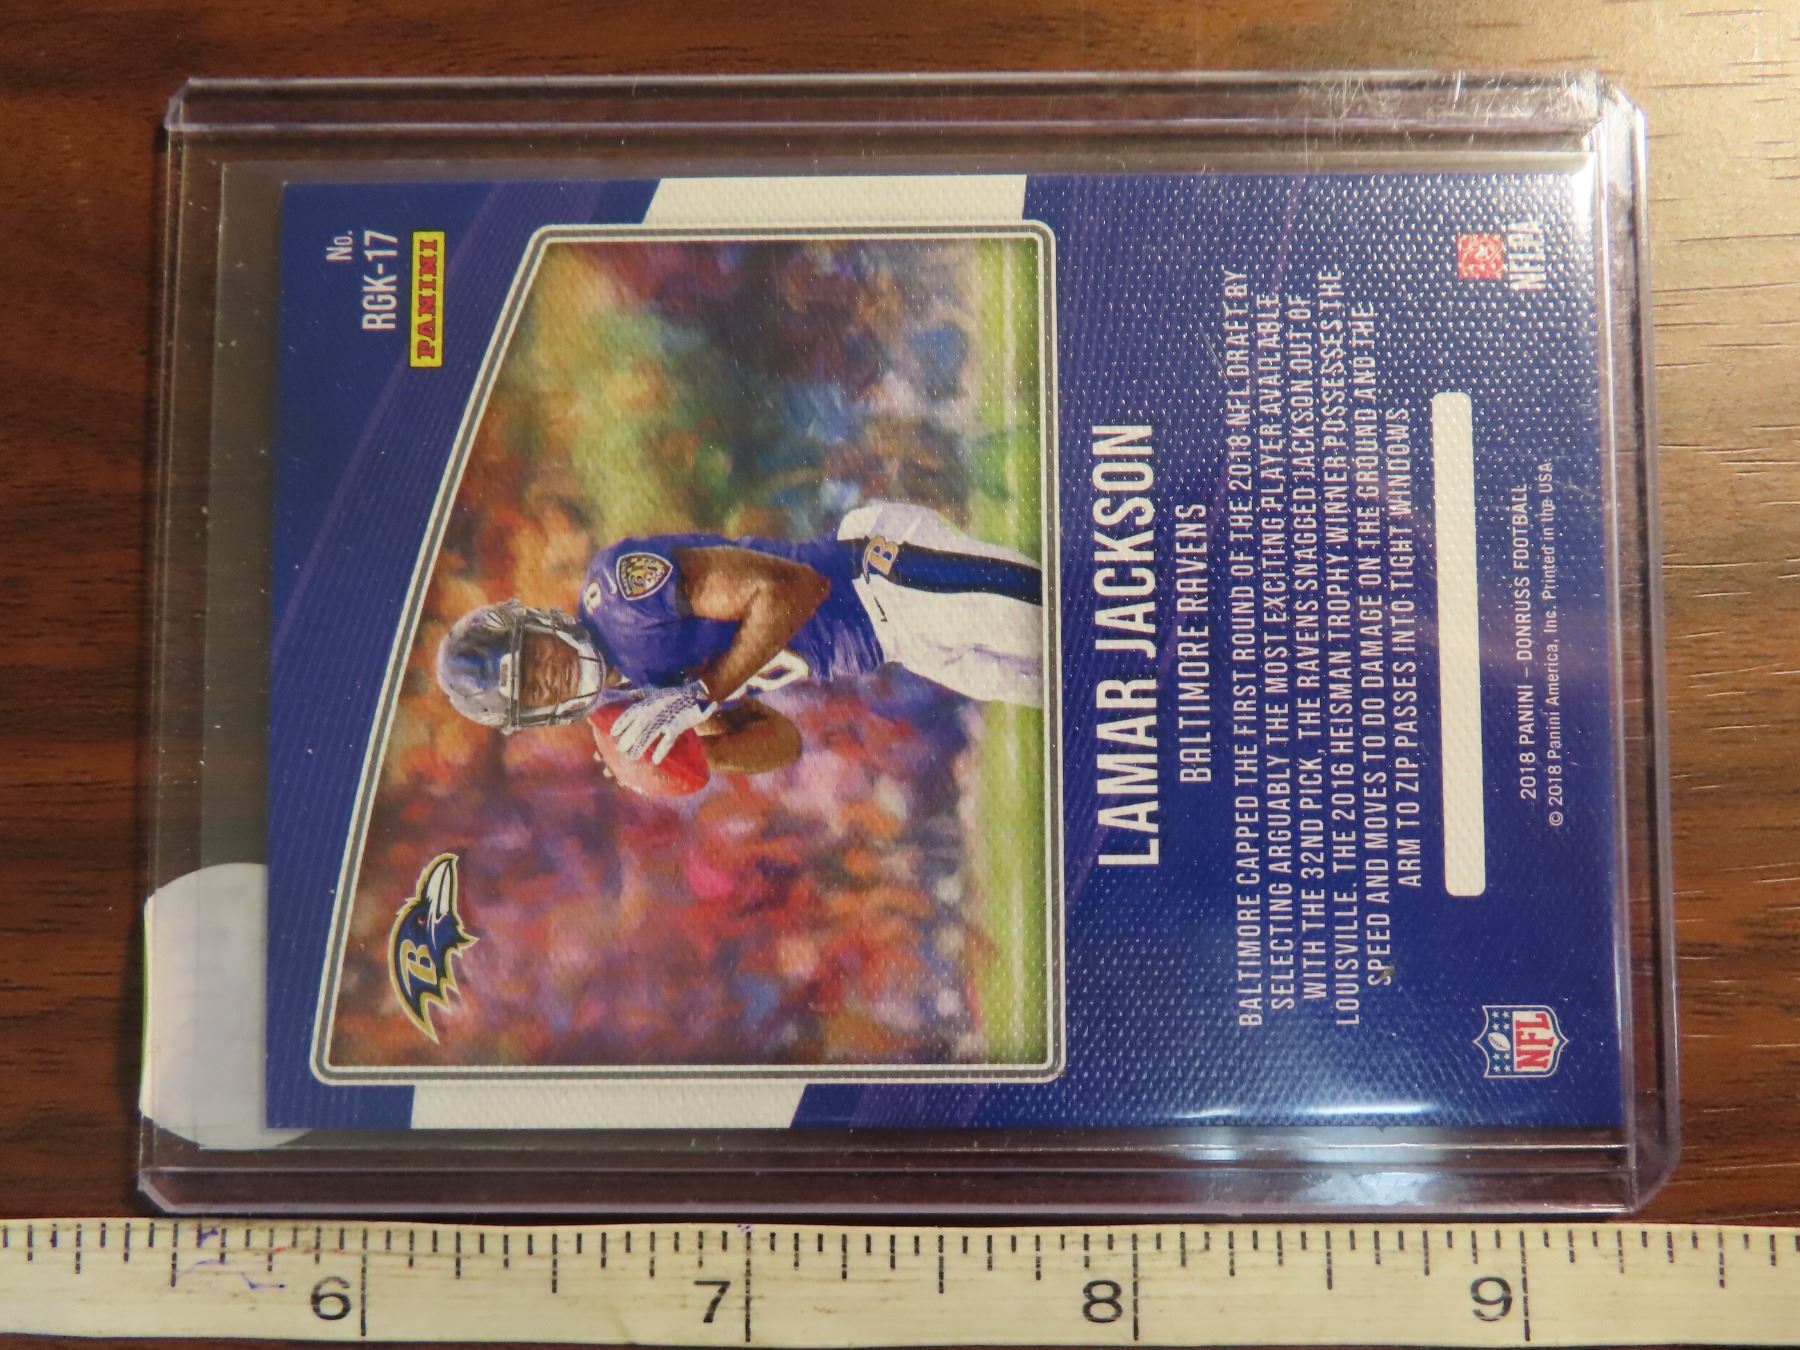 No.
RGK-17
PANINI
B
8
B
8
LAMAR JACKSON
BALTIMORE RAVENS
BALTIMORE CAPPED THE FIRST ROUND OF THE 2018 NFL DRAFT BY
SELECTING ARGUABLY THE MOST EXCITING PLAYER AVAILABLE
WITH THE 32ND PICK, THE RAVENS SNAGGED JACKSON OUT OF
LOUISVILLE. THE 2016 HEISMAN TROPHY WINNER POSSESSES THE
SPEED AND MOVES TO DO DAMAGE ON THE GROUND AND THE
ARM TO ZIP PASSES INTO TIGHT WINDOWS.
NFL
2018 PANINI – DONRUSS FOOTBALL
© 2018 Panini America, Inc. Printed in the USA
NFLPA
6 7 8 9